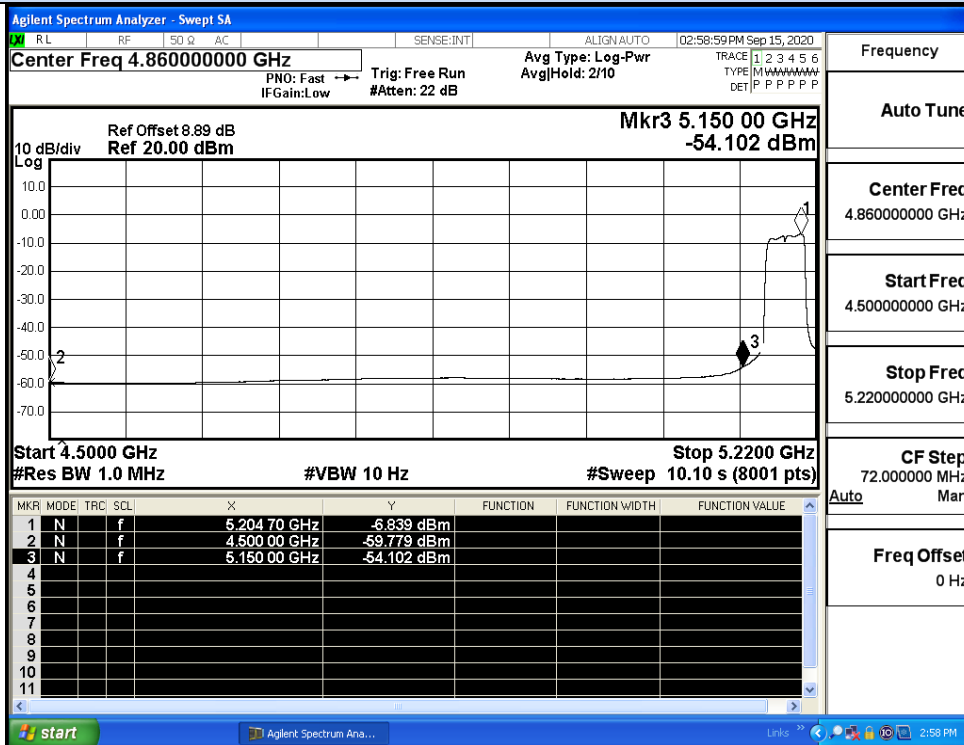 Agilent Spectrum Analyzer - Swept SA
LXI RL RF 50 Ω AC SENSE:INT ALIGN AUTO 02:58:59 PM Sep 15, 2020
Center Freq 4.860000000 GHz
PNO: Fast
IFGain:Low
Trig: Free Run
#Atten: 22 dB
Avg Type: Log-Pwr
Avg|Hold: 2/10
TRACE 1 2 3 4 5 6
TYPE M WWWWW
DET P P P P P P
Mkr3 5.150 00 GHz
-54.102 dBm
Ref Offset 8.89 dB
10 dB/div Ref 20.00 dBm
Log
10.0
0.00
-10.0
-20.0
-30.0
-40.0
-50.0
-60.0
-70.0
1
2
3
Start 4.5000 GHz Stop 5.2200 GHz
#Res BW 1.0 MHz #VBW 10 Hz #Sweep 10.10 s (8001 pts)
MKR MODE TRC SCL X Y FUNCTION FUNCTION WIDTH FUNCTION VALUE
1 N f 5.204 70 GHz -6.839 dBm
2 N f 4.500 00 GHz -59.779 dBm
3 N f 5.150 00 GHz -54.102 dBm
4
5
6
7
8
9
10
11
Frequency
Auto Tune
Center Freq
4.860000000 GHz
Start Freq
4.500000000 GHz
Stop Freq
5.220000000 GHz
CF Step
72.000000 MHz
Auto Man
Freq Offset
0 Hz
start Agilent Spectrum Ana... Links » 2:58 PM